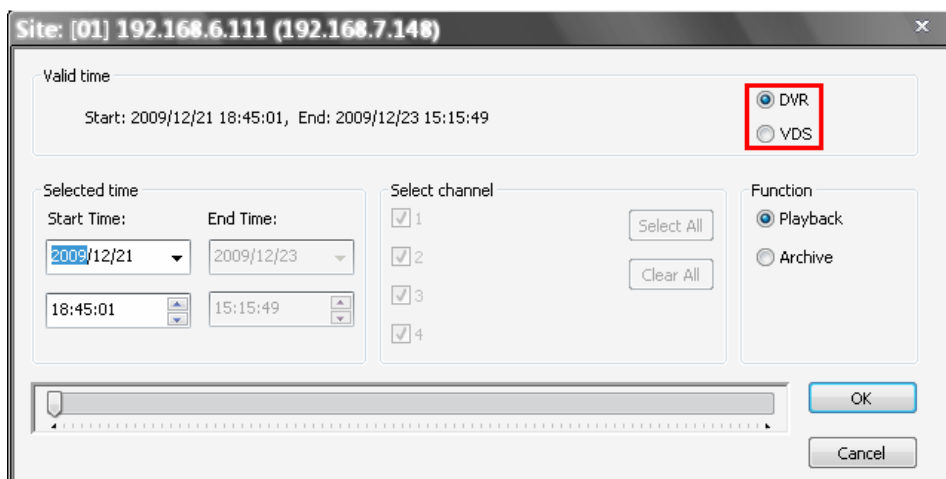 Site: [01] 192.168.6.111 (192.168.7.148)
Valid time
Start: 2009/12/21 18:45:01, End: 2009/12/23 15:15:49
DVR
VDS
Selected time
Start Time:
End Time:
2009/12/21
2009/12/23
18:45:01
15:15:49
Select channel
1
2
3
4
Select All
Clear All
Function
Playback
Archive
OK
Cancel